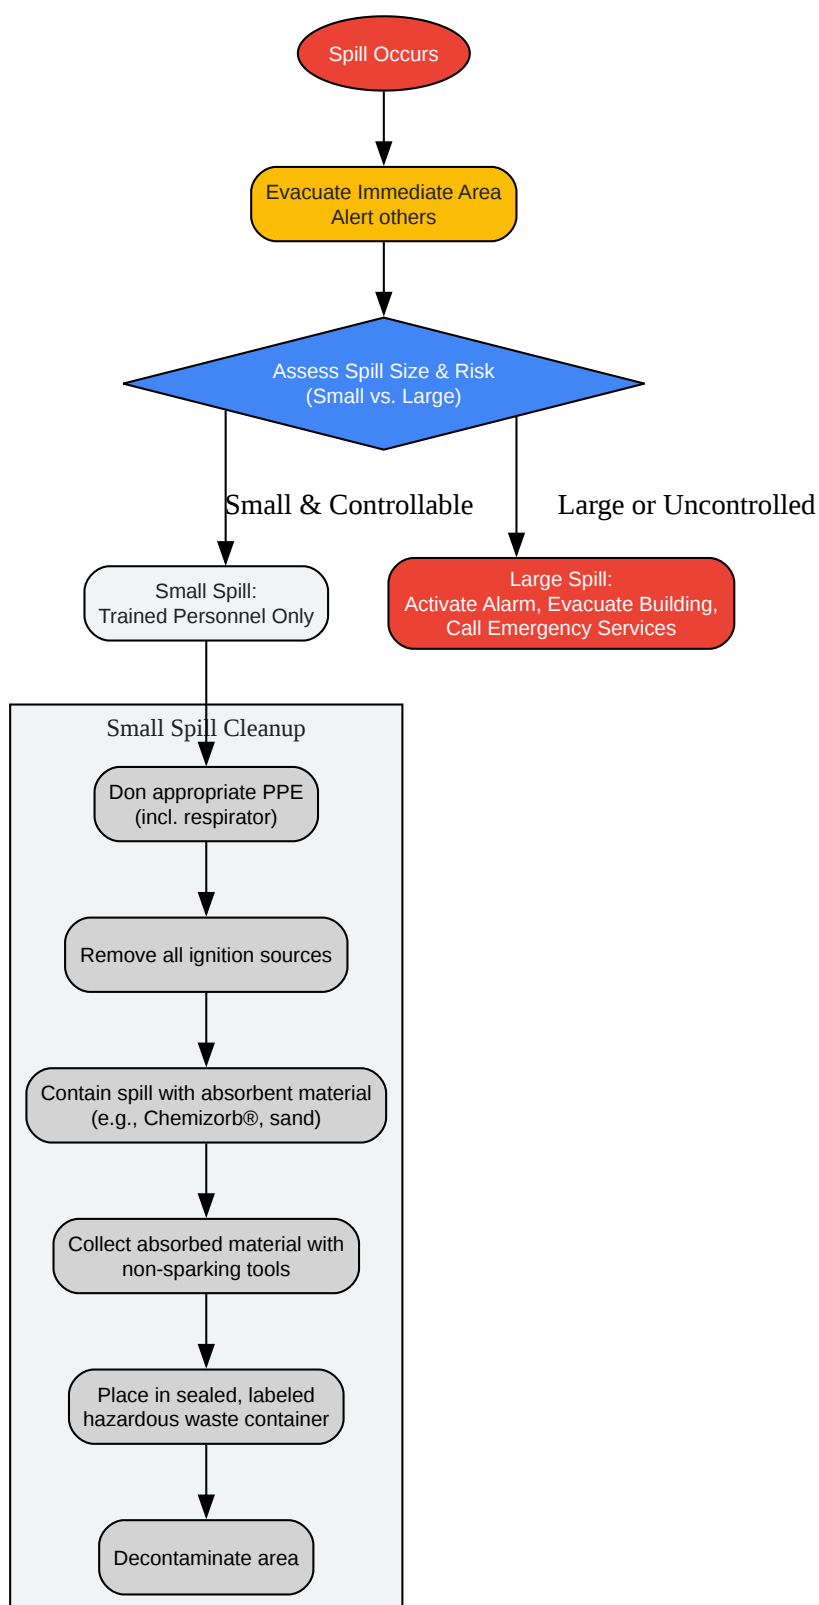 Spill Occurs
Evacuate Immediate Area
Alert others
Assess Spill Size & Risk
(Small vs. Large)
Small & Controllable
Large or Uncontrolled
Small Spill:
Trained Personnel Only
Large Spill:
Activate Alarm, Evacuate Building,
Call Emergency Services
Small Spill Cleanup
Don appropriate PPE
(incl. respirator)
Remove all ignition sources
Contain spill with absorbent material
(e.g., Chemizorb®, sand)
Collect absorbed material with
non-sparking tools
Place in sealed, labeled
hazardous waste container
Decontaminate area